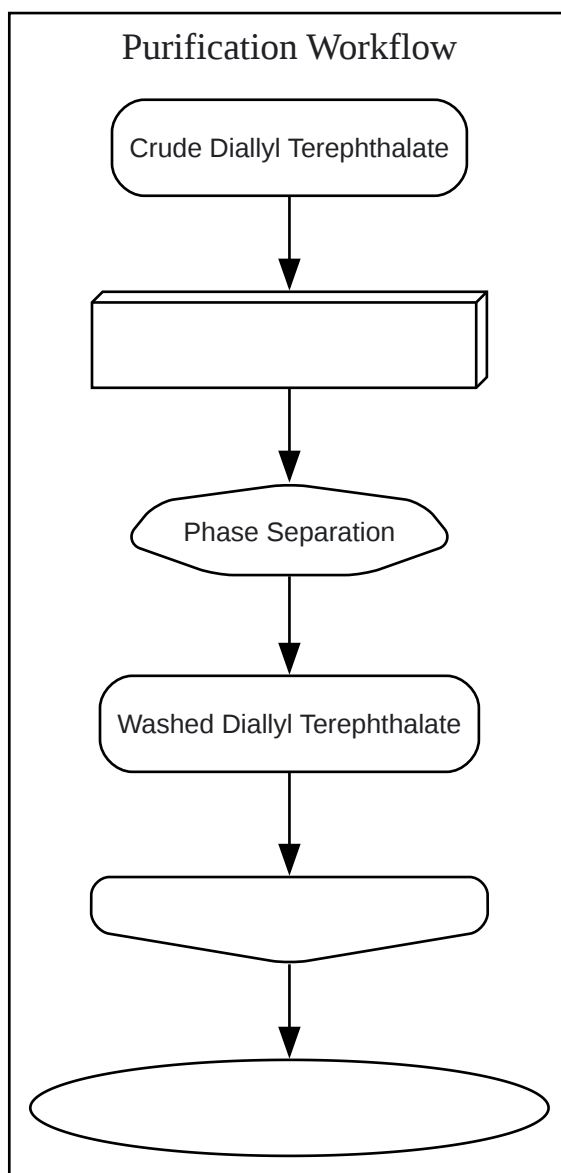 Purification Workflow
Crude Diallyl Terephthalate
Phase Separation
Washed Diallyl Terephthalate